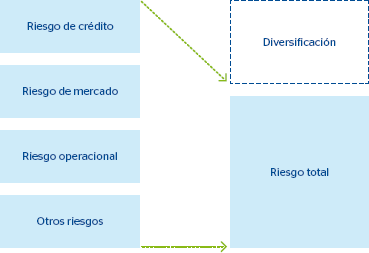 Riesgo de crédito
Riesgo de mercado
Riesgo operacional
Otros riesgos
Diversificación
Riesgo total